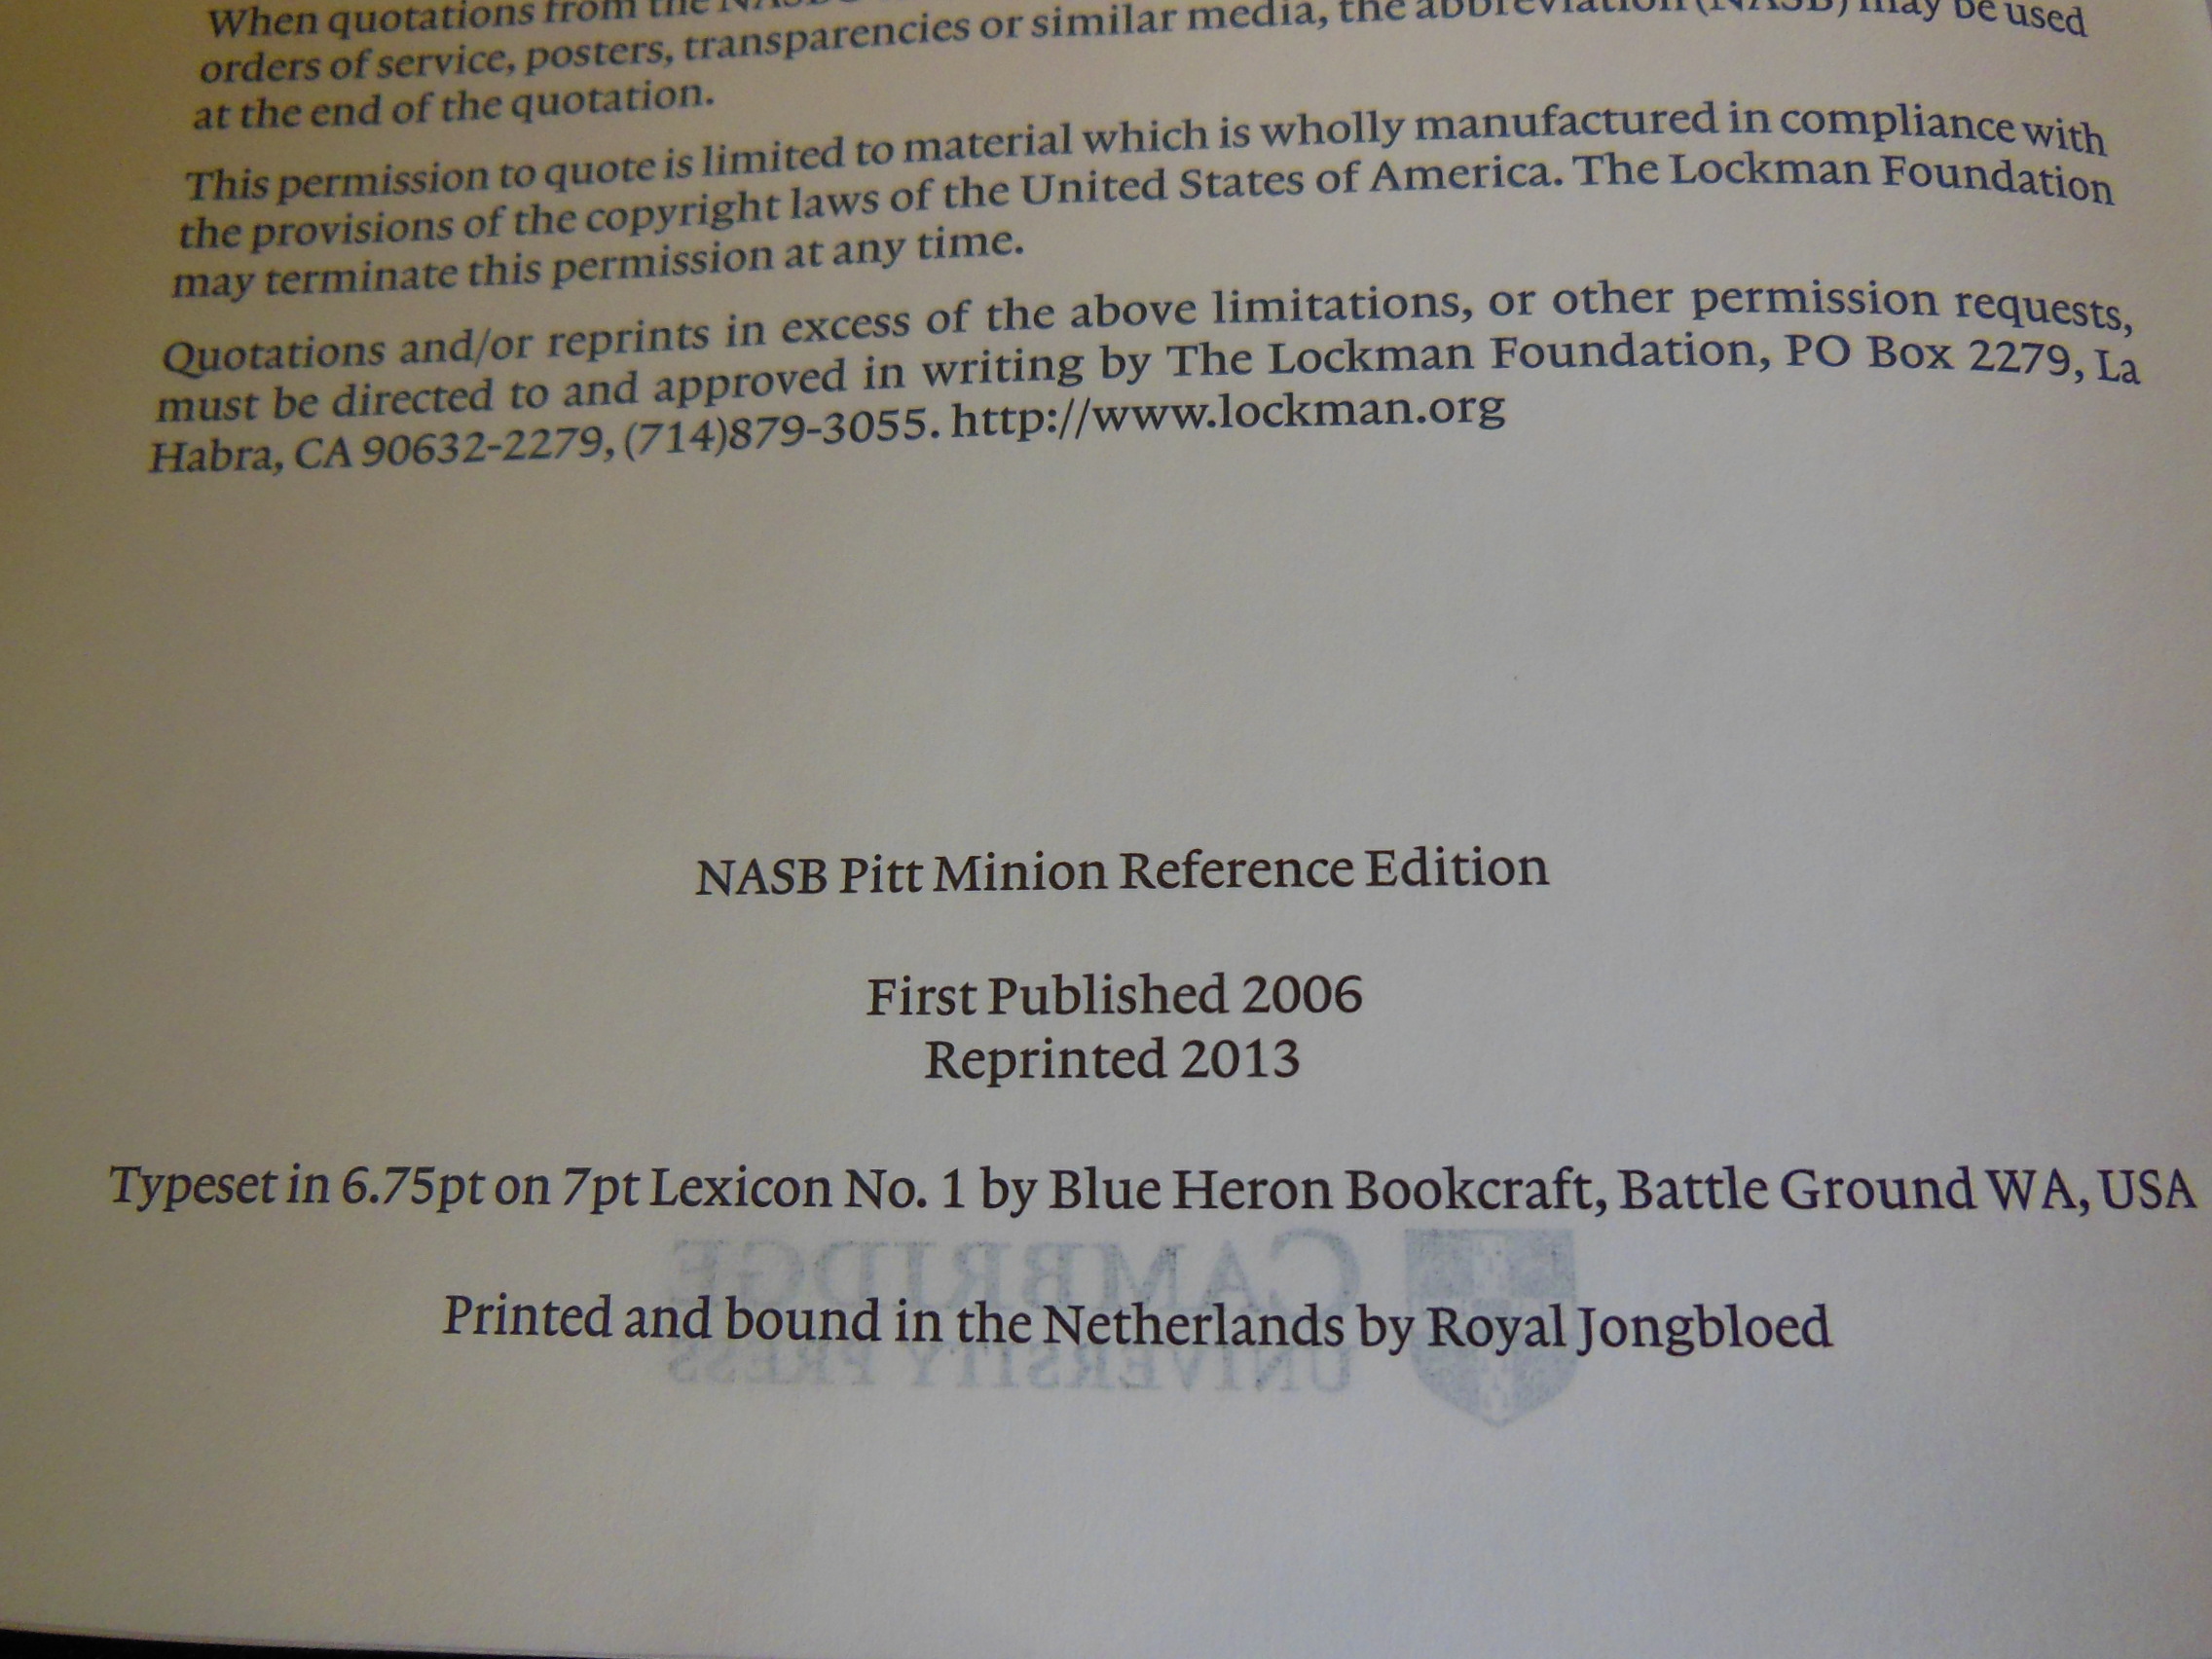 When quotations from the NASB
the abbreviation (NASB) may be used
orders of service, posters, transparencies or similar media,
at the end of the quotation.
This permission to quote is limited to material which is wholly manufactured in compliance with
the provisions of the copyright laws of the United States of America. The Lockman Foundation
may terminate this permission at any time.
Quotations and/or reprints in excess of the above limitations, or other permission requests,
must be directed to and approved in writing by The Lockman Foundation, PO Box 2279, La
Habra, CA 90632-2279, (714)879-3055. http://www.lockman.org
NASB Pitt Minion Reference Edition
First Published 2006
Reprinted 2013
Typeset in 6.75pt on 7pt Lexicon No. 1 by Blue Heron Bookcraft, Battle Ground WA, USA
CAMBRIDGE
Printed and bound in the Netherlands by Royal Jongbloed
UNIVERSITY PRESS